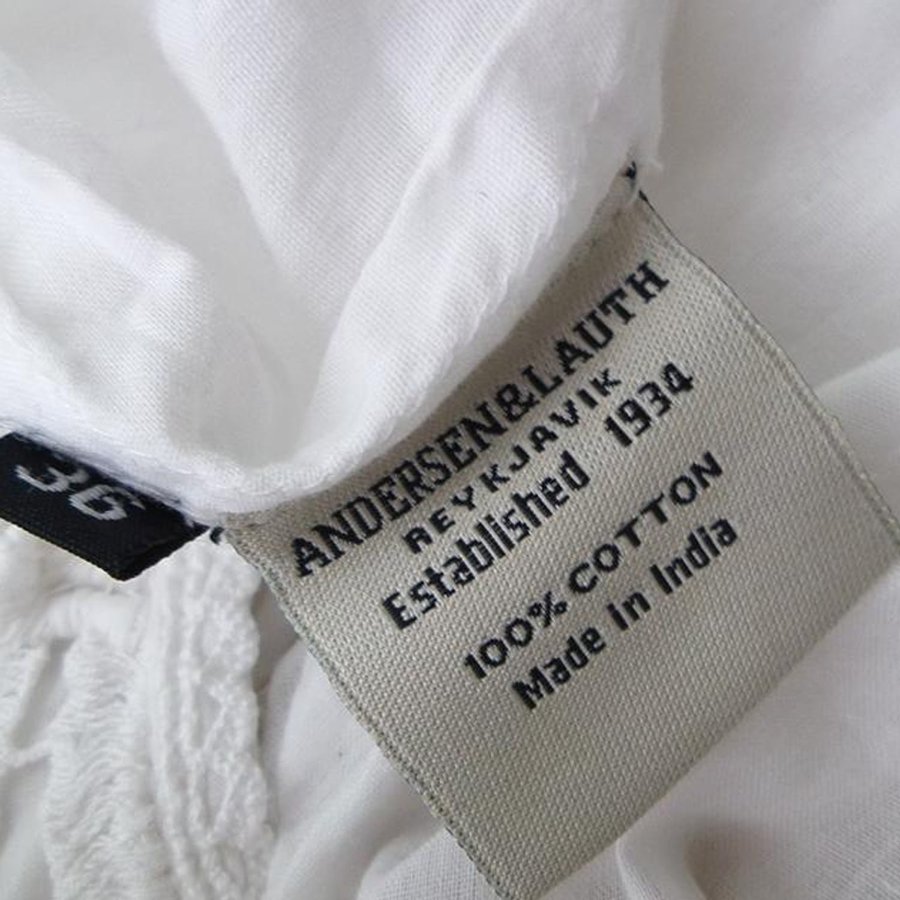 ANDERSEN&LAUTH
REYKJAVIK
Established 1934
100% COTTON
Made in India
36